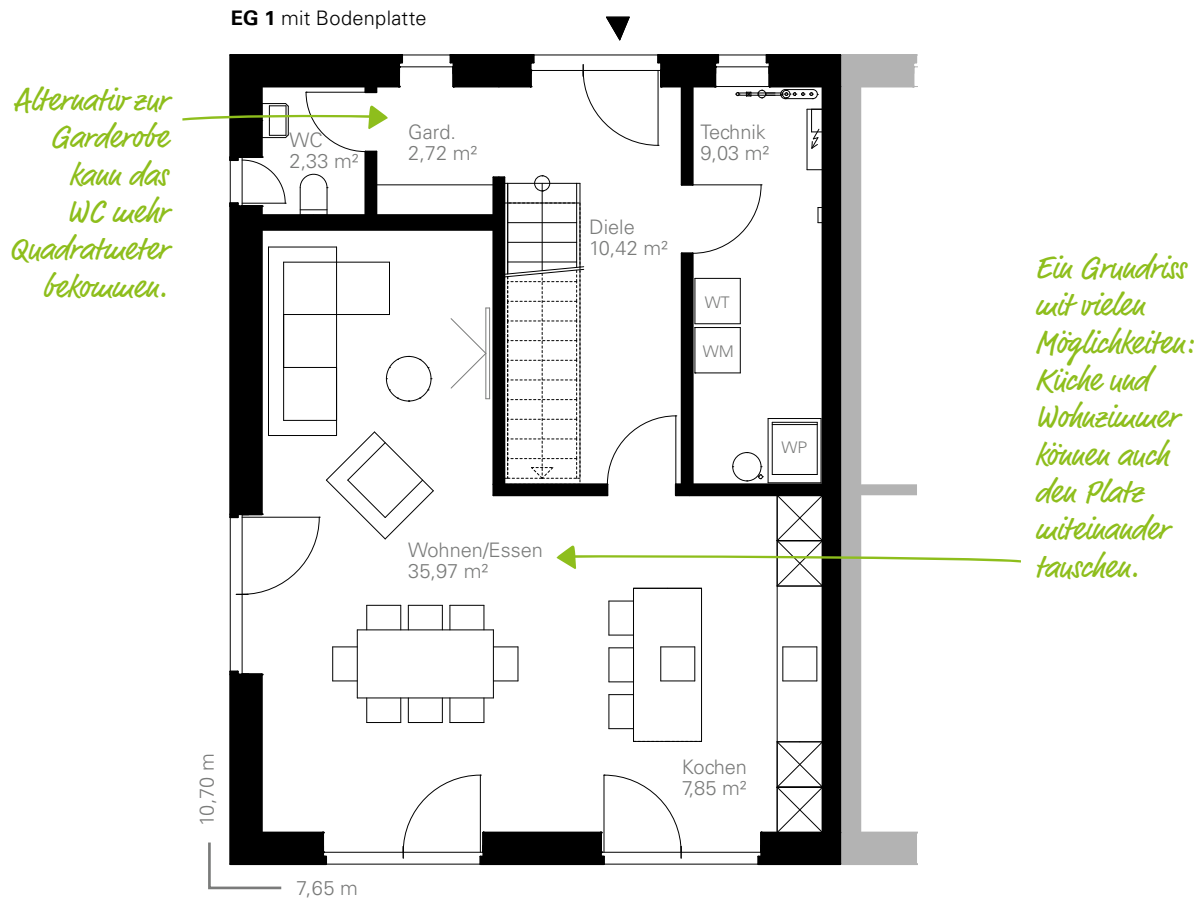 EG 1 mit Bodenplatte
Alternativ zur
Garderobe
kann das
WC mehr
Quadratmeter
bekommen.
WC
2,33 m²
Gard.
2,72 m²
Technik
9,03 m²
Diele
10,42 m²
WT
WM
WP
Ein Grundriss
mit vielen
Möglichkeiten:
Küche und
Wohnzimmer
können auch
den Platz
miteinander
tauschen.
Wohnen/Essen
35,97 m²
Kochen
7,85 m²
10,70 m
7,65 m